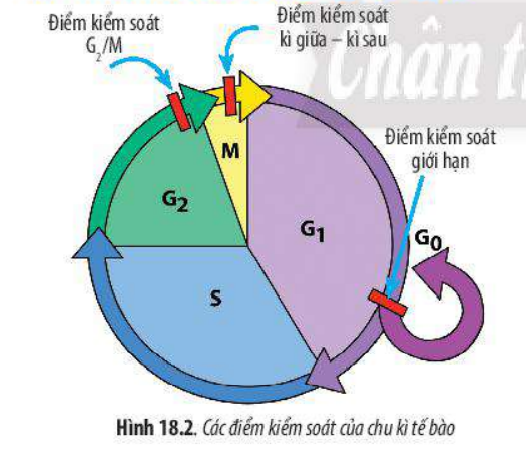 Điểm kiểm soát
G₂/M
Điểm kiểm soát
kì giữa – kì sau
Chân t
Điểm kiểm soát
giới hạn
M
G₂
G₁
G₀
S
Hình 18.2. Các điểm kiểm soát của chu kì tế bào